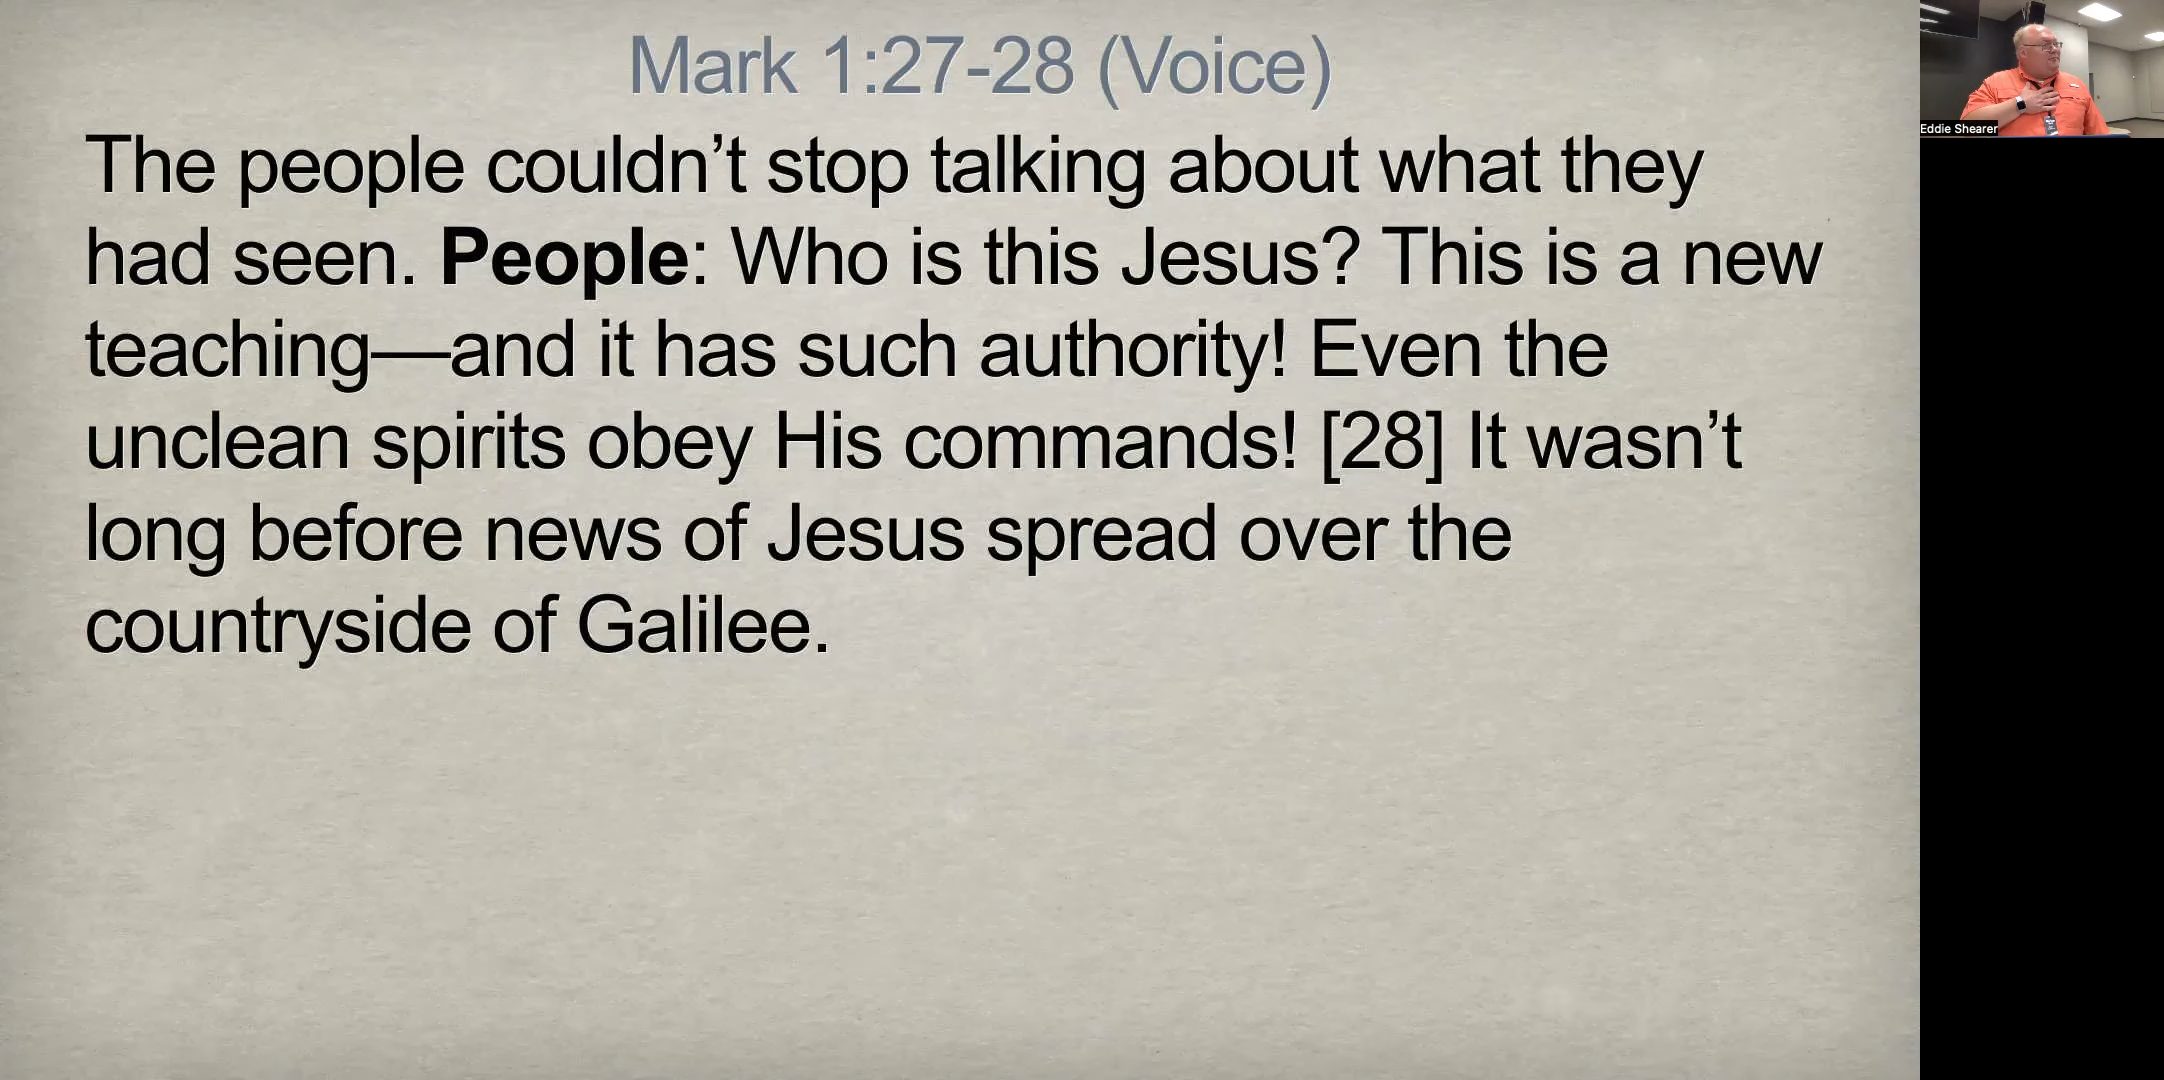 Mark 1:27-28 (Voice)
The people couldn’t stop talking about what they
had seen. People: Who is this Jesus? This is a new
teaching—and it has such authority! Even the
unclean spirits obey His commands! [28] It wasn’t
long before news of Jesus spread over the
countryside of Galilee.
Eddie Shearer